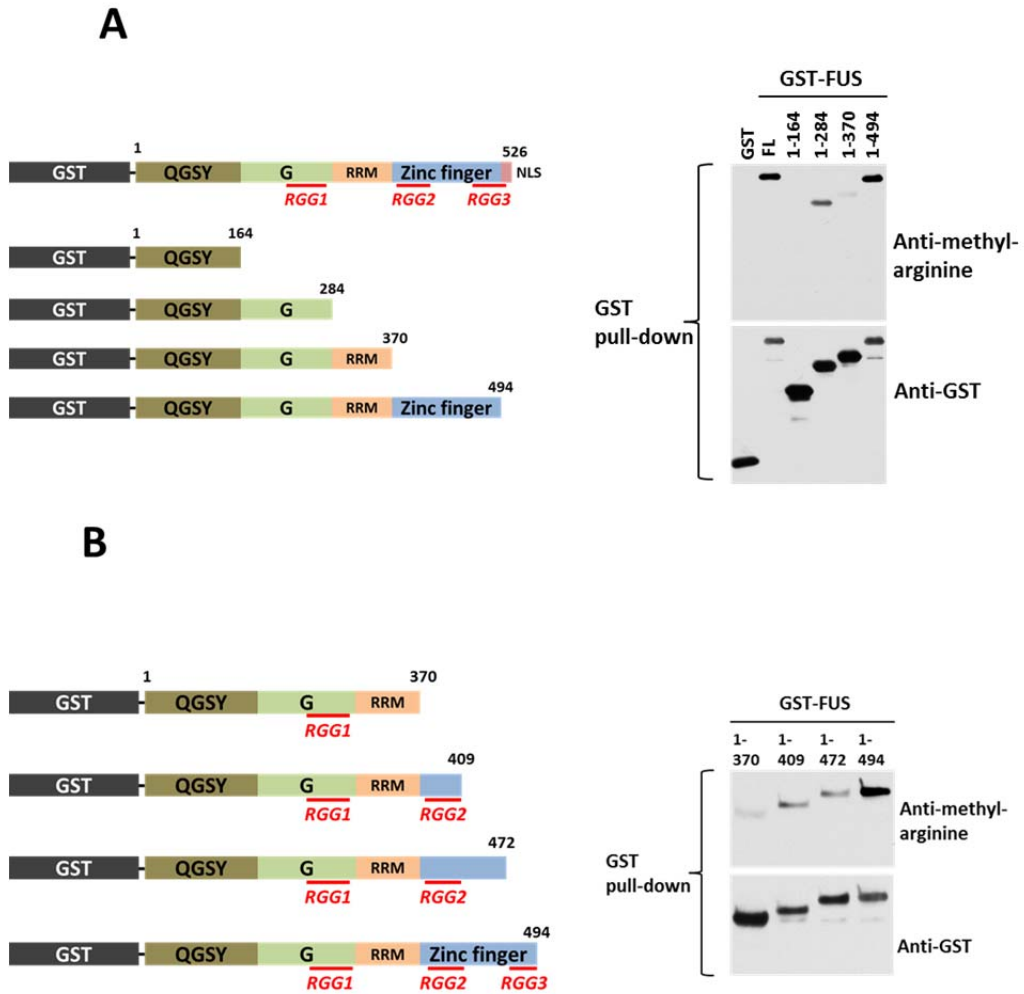 A
GST-FUS
GST
FL
1-164
1-284
1-370
1-494
1
526
GST
QGSY
G
RRM
Zinc finger
NLS
RGG1
RGG2
RGG3
1
164
GST
QGSY
284
GST
QGSY
G
370
GST
QGSY
G
RRM
494
GST
QGSY
G
RRM
Zinc finger
GST
pull-down
Anti-methyl-
arginine
Anti-GST
B
1
370
GST
QGSY
G
RRM
RGG1
409
GST
QGSY
G
RRM
RGG1
RGG2
472
GST
QGSY
G
RRM
RGG1
RGG2
494
GST
QGSY
G
RRM
Zinc finger
RGG1
RGG2
RGG3
GST-FUS
1-
370
1-
409
1-
472
1-
494
GST
pull-down
Anti-methyl-
arginine
Anti-GST